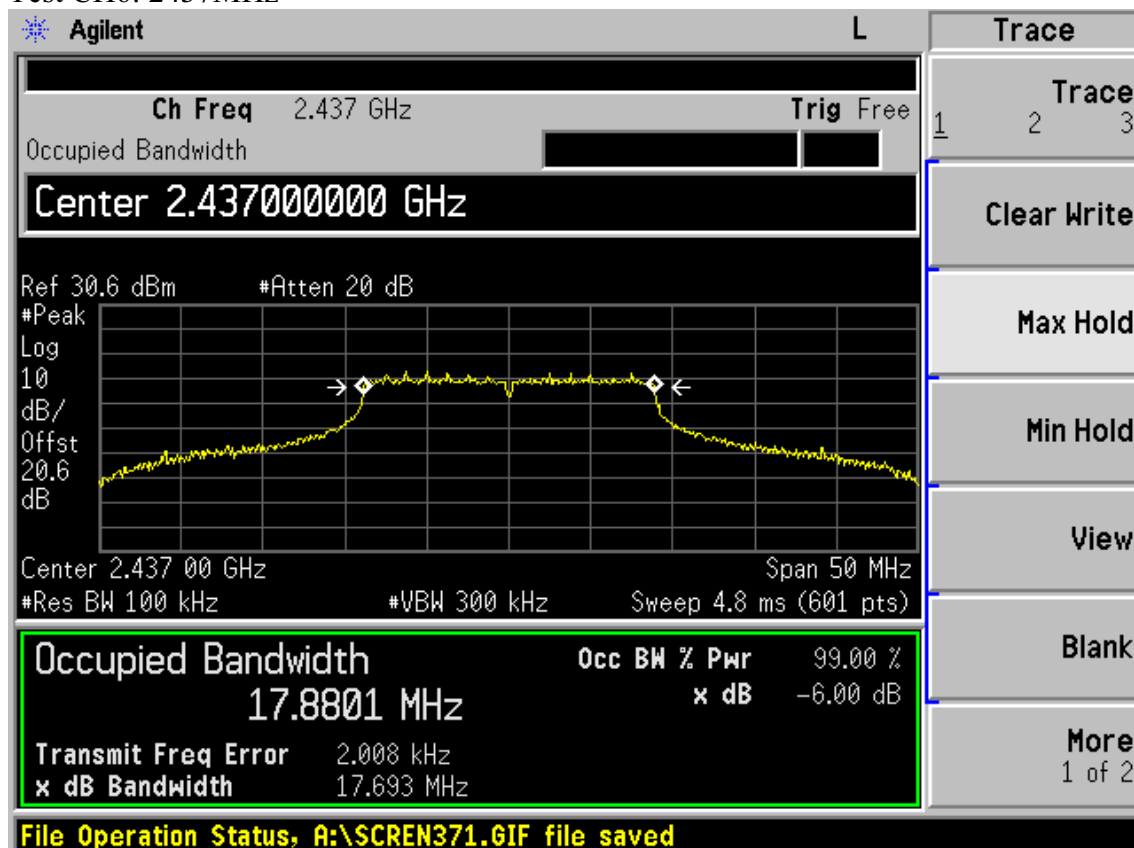 Agilent L Trace
Ch Freq 2.437 GHz Trig Free
Occupied Bandwidth
Center 2.437000000 GHz
Ref 30.6 dBm #Atten 20 dB
#Peak
Log
10
dB/
Offst
20.6
dB
Center 2.437 00 GHz Span 50 MHz
#Res BW 100 kHz #VBW 300 kHz Sweep 4.8 ms (601 pts)
Occupied Bandwidth Occ BW % Pwr 99.00 %
17.8801 MHz x dB -6.00 dB
Transmit Freq Error 2.008 kHz
x dB Bandwidth 17.693 MHz
File Operation Status, A:\SCREN371.GIF file saved
Trace
1 2 3
Clear Write
Max Hold
Min Hold
View
Blank
More
1 of 2